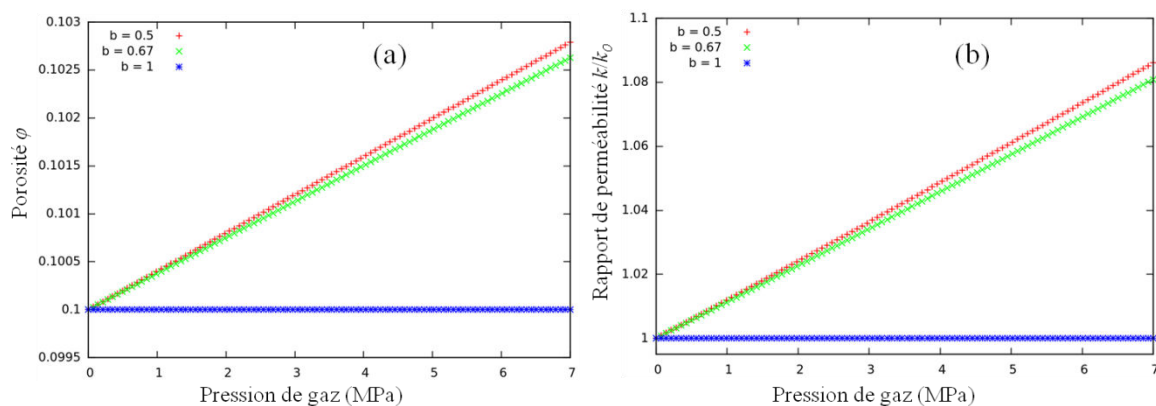 0.103
0.1025
0.102
0.1015
0.101
0.1005
0.1
0.0995
b = 0.5
b = 0.67
b = 1
(a)
Porosité φ
0 1 2 3 4 5 6 7
Pression de gaz (MPa)
1.1
1.08
1.06
1.04
1.02
1
b = 0.5
b = 0.67
b = 1
(b)
Rapport de perméabilité k/k0
0 1 2 3 4 5 6 7
Pression de gaz (MPa)